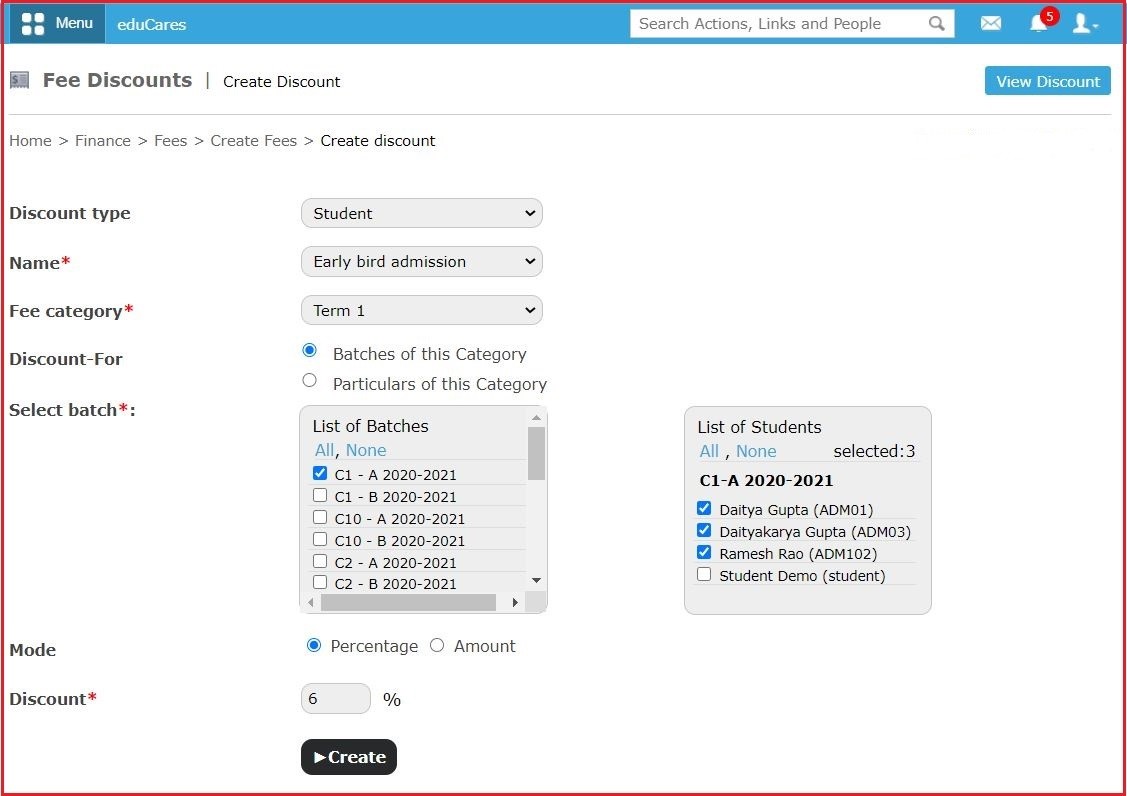 Menu eduCares Search Actions, Links and People 5
Fee Discounts | Create Discount View Discount
Home > Finance > Fees > Create Fees > Create discount
Discount type Student
Name* Early bird admission
Fee category* Term 1
Discount-For Batches of this Category
Particulars of this Category
Select batch*:
List of Batches
All, None
C1 - A 2020-2021
C1 - B 2020-2021
C10 - A 2020-2021
C10 - B 2020-2021
C2 - A 2020-2021
C2 - B 2020-2021
List of Students
All , None selected:3
C1-A 2020-2021
Daitya Gupta (ADM01)
Daityakarya Gupta (ADM03)
Ramesh Rao (ADM102)
Student Demo (student)
Mode Percentage Amount
Discount* 6 %
►Create